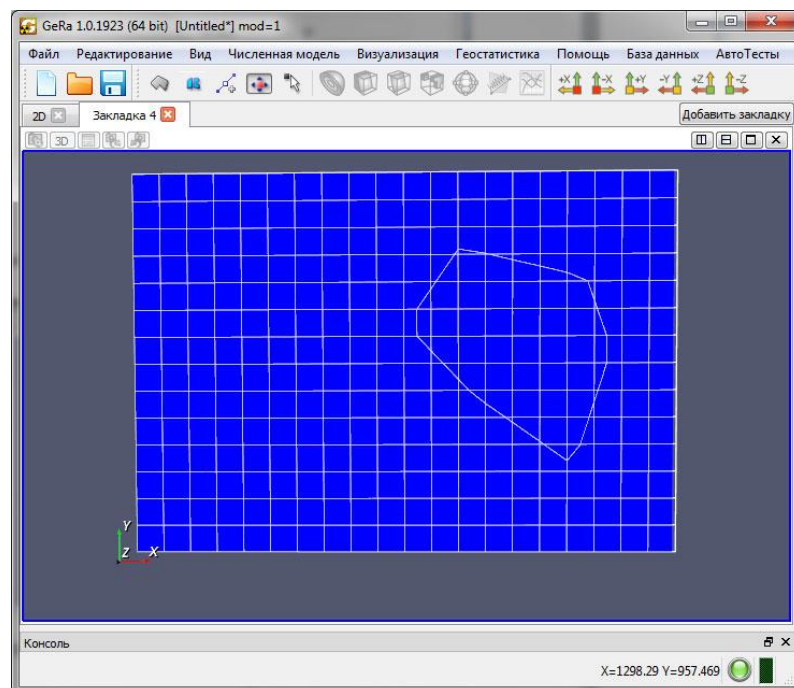 GeRa 1.0.1923 (64 bit) [Untitled*] mod=1
Файл Редактирование Вид Численная модель Визуализация Геостатистика Помощь База данных АвтоТесты
+X -X +Y -Y +Z -Z
2D Закладка 4 Добавить закладку
3D
Y
Z X
Консоль
X=1298.29 Y=957.469